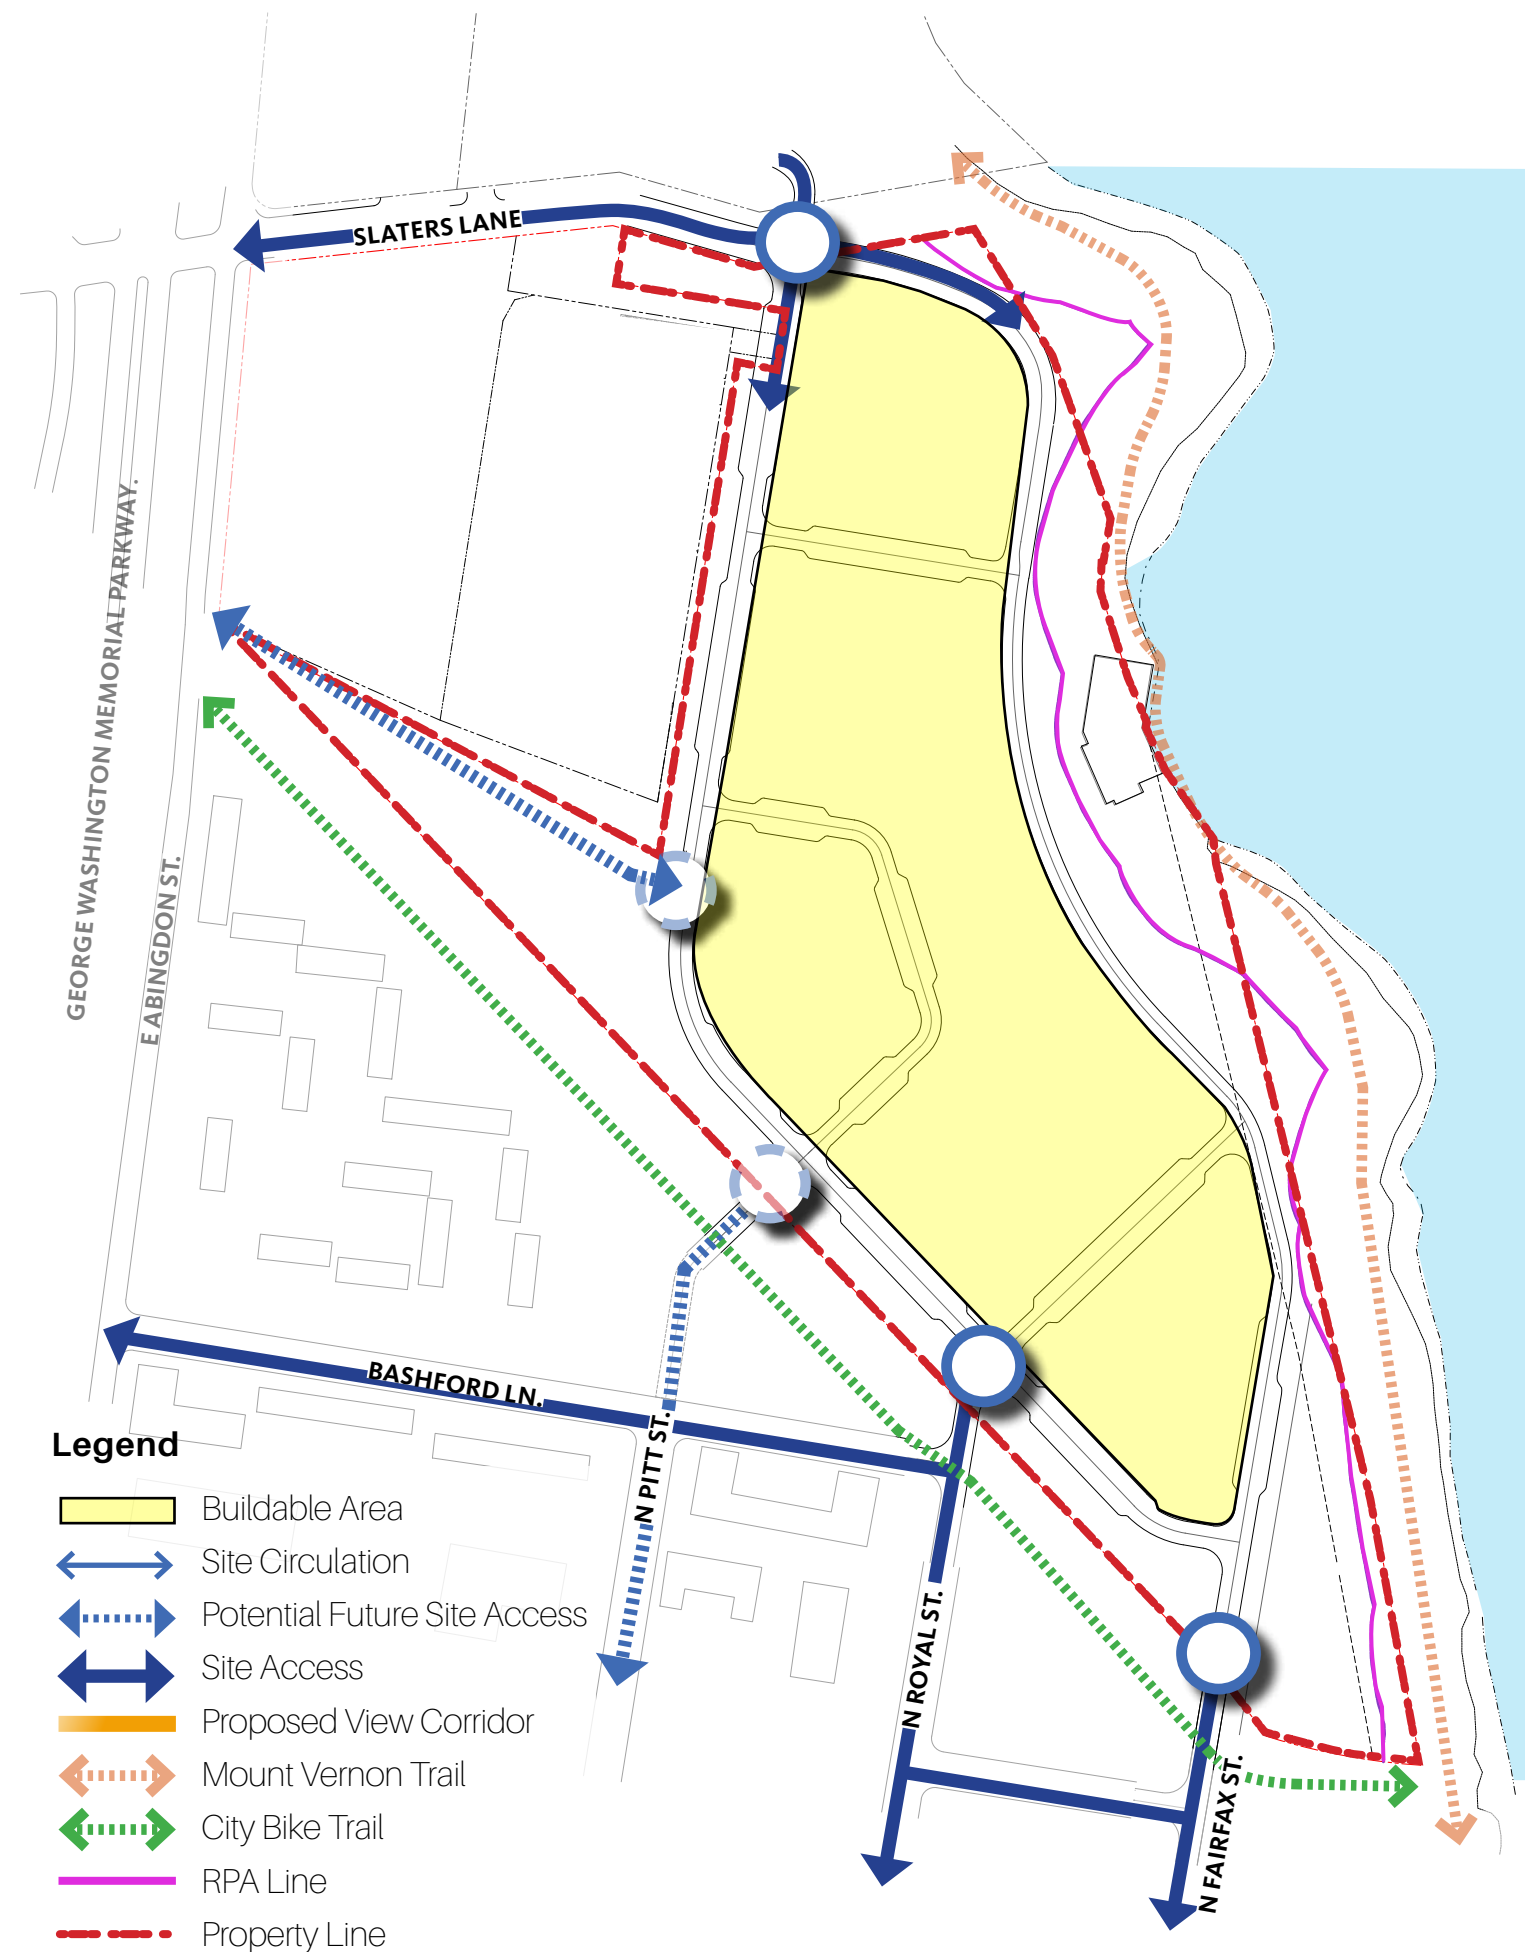 SLATERS LANE
GEORGE WASHINGTON MEMORIAL PARKWAY.
E ABINGDON ST.
BASHFORD LN.
N PITT ST.
N ROYAL ST.
N FAIRFAX ST.
Legend
Buildable Area
Site Circulation
Potential Future Site Access
Site Access
Proposed View Corridor
Mount Vernon Trail
City Bike Trail
RPA Line
Property Line